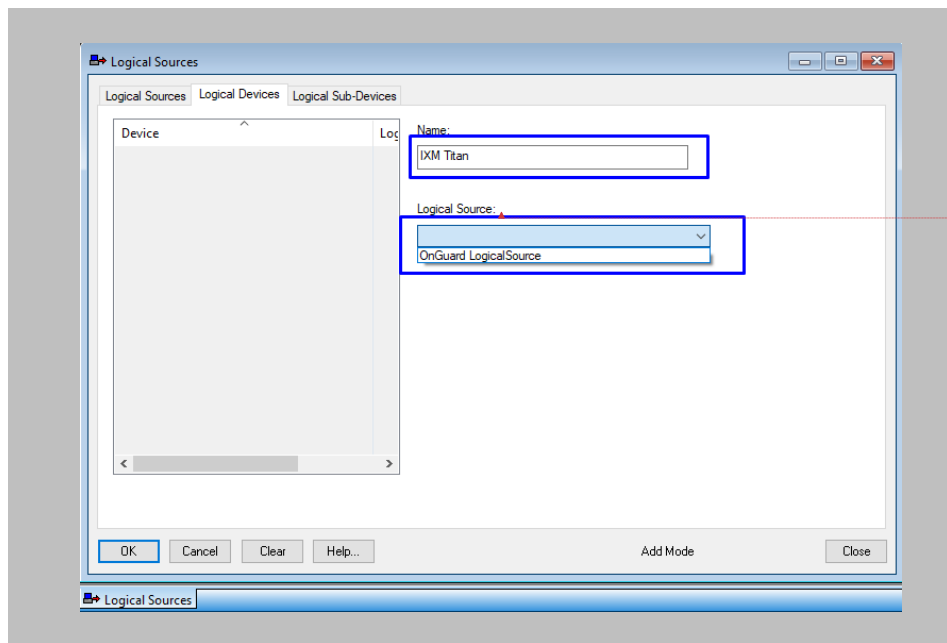 Logical Sources
Logical Sources Logical Devices Logical Sub-Devices
Device Log
Name:
IXM Titan
Logical Source:
OnGuard LogicalSource
OK Cancel Clear Help... Add Mode Close
Logical Sources